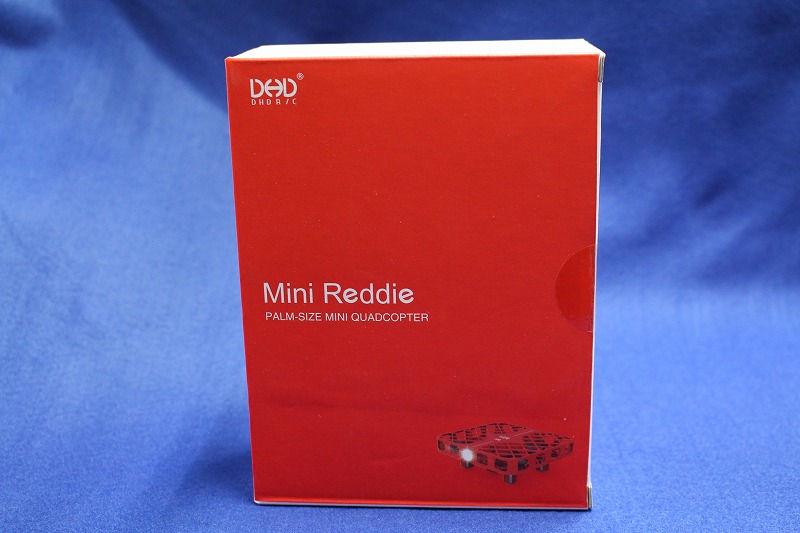 DHD®
DHD R/C
Mini Reddie
PALM-SIZE MINI QUADCOPTER